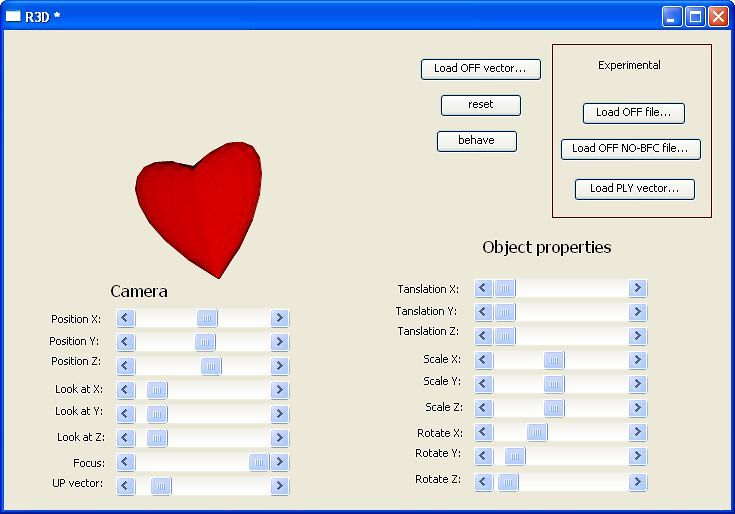 R3D *
Load OFF vector...
reset
behave
Experimental
Load OFF file...
Load OFF NO-BFC file...
Load PLY vector...
Camera
Position X:
Position Y:
Position Z:
Look at X:
Look at Y:
Look at Z:
Focus:
UP vector:
Object properties
Tanslation X:
Tanslation Y:
Tanslation Z:
Scale X:
Scale Y:
Scale Z:
Rotate X:
Rotate Y:
Rotate Z: